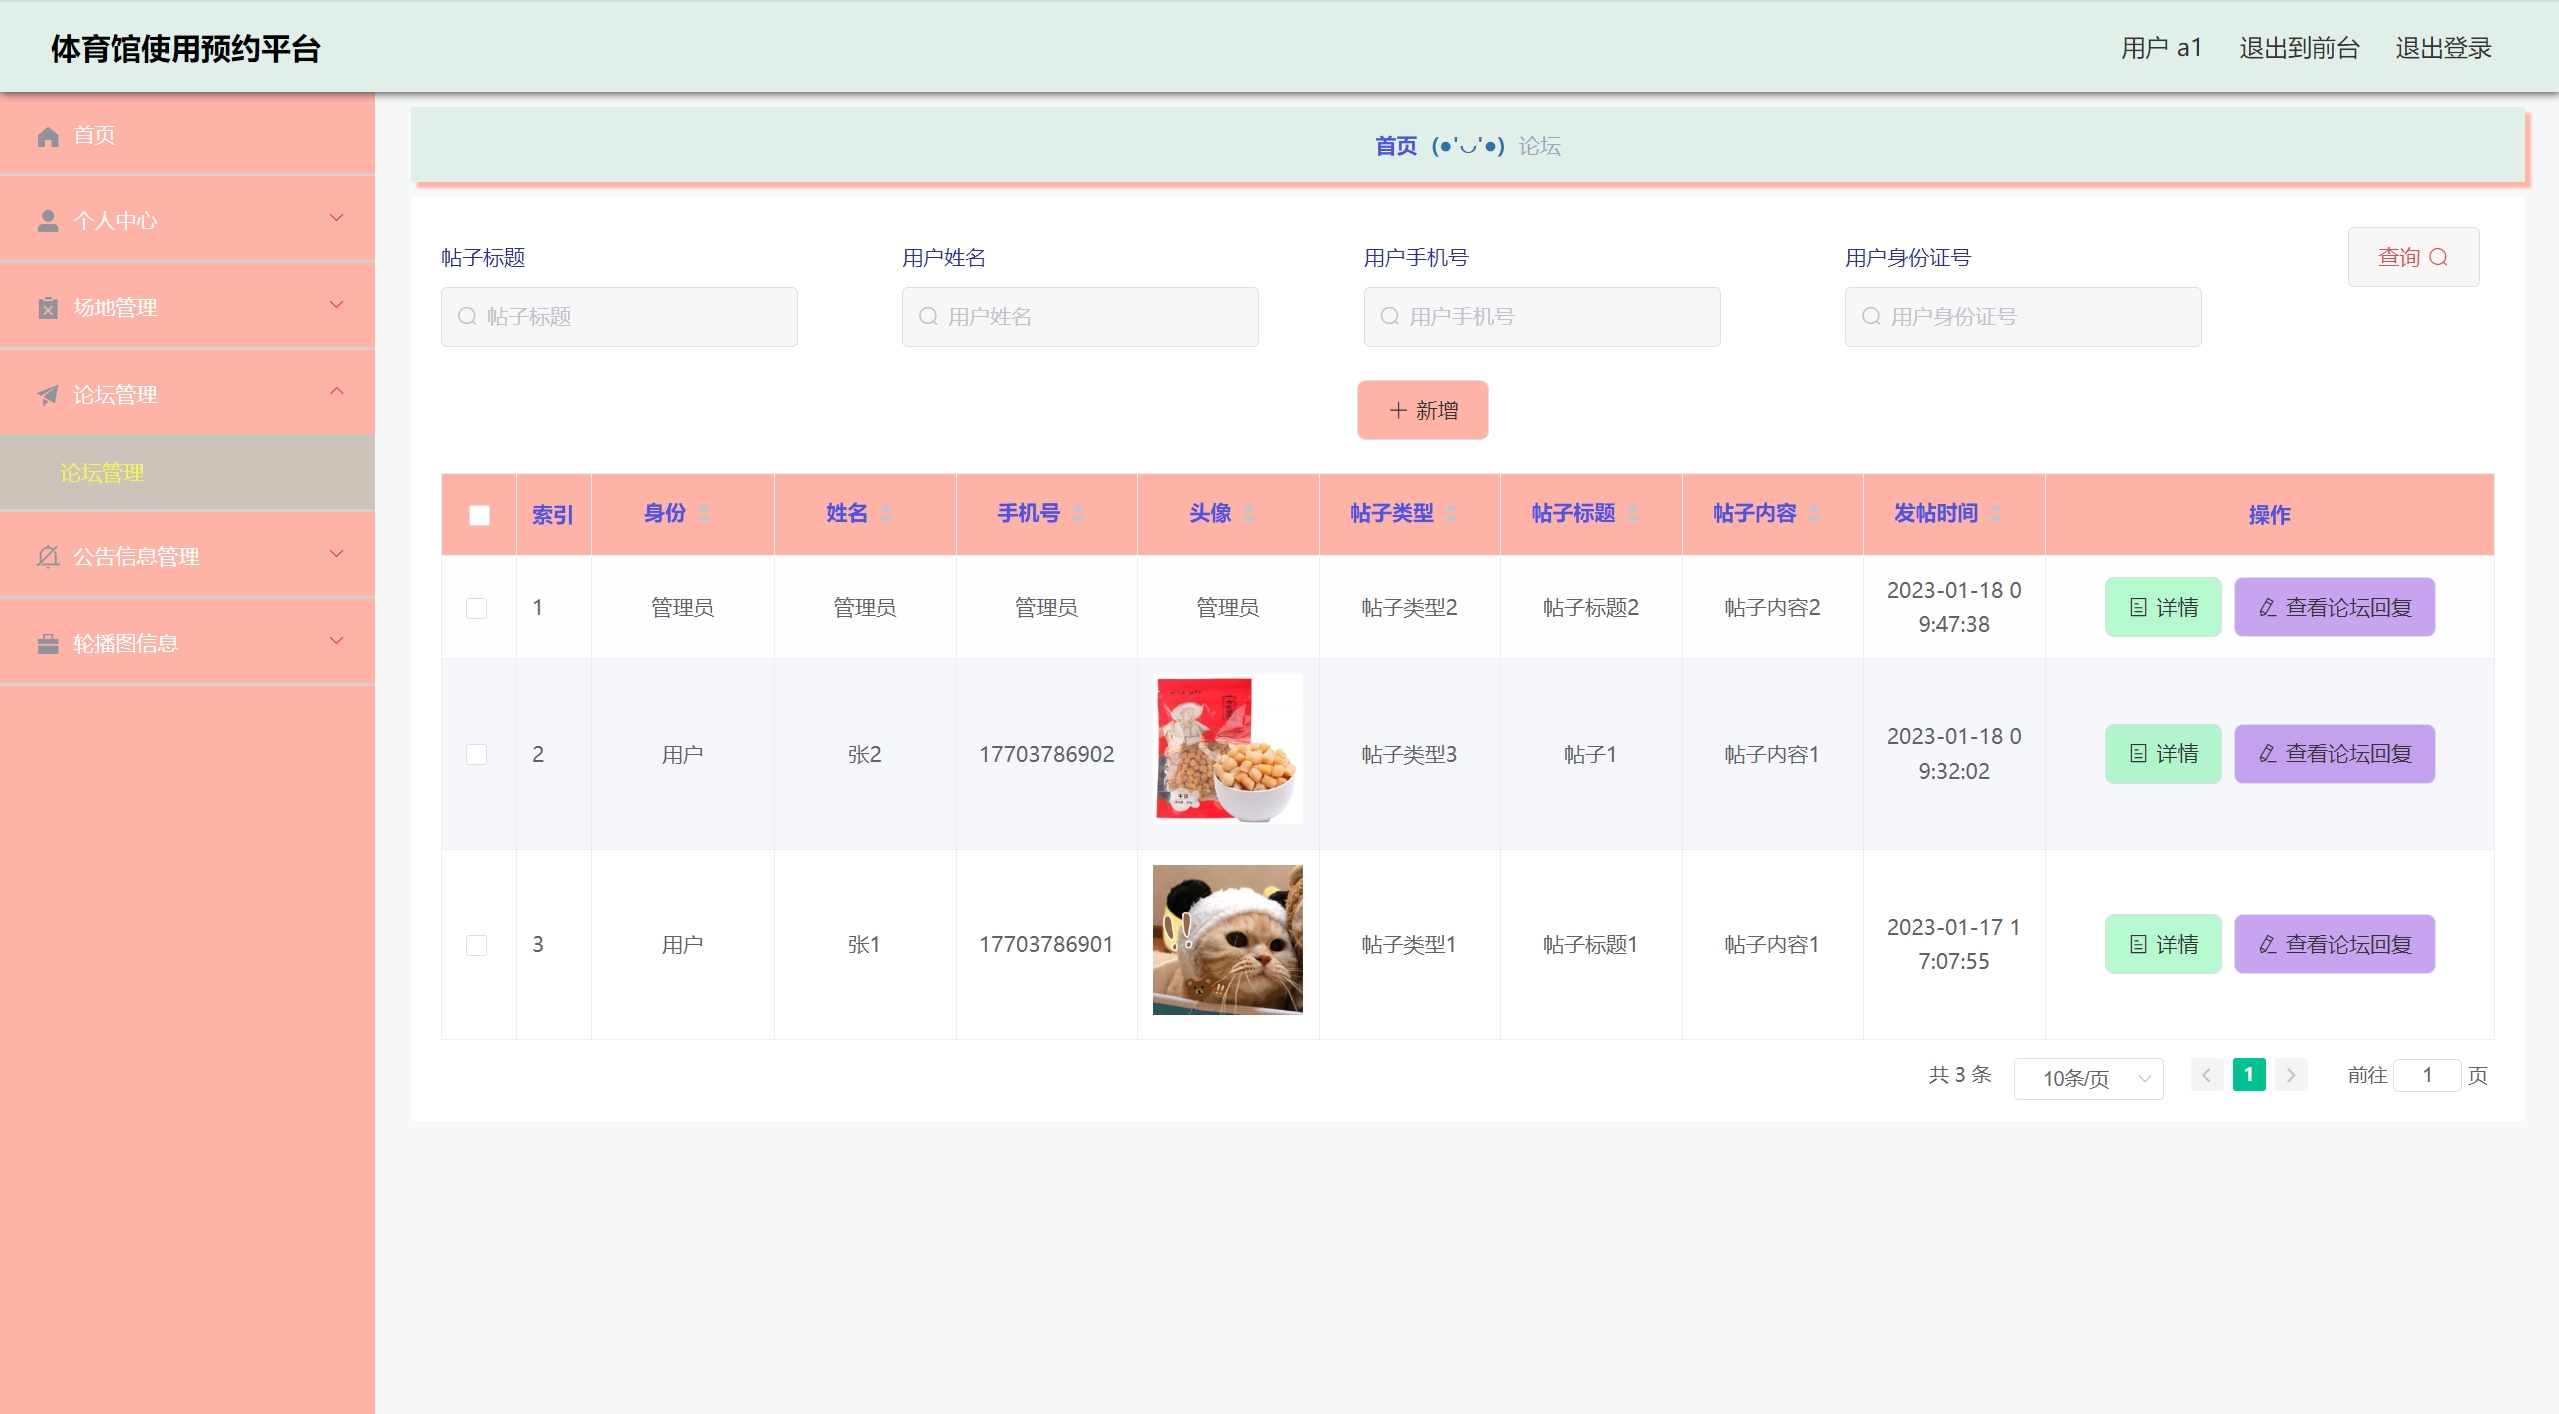 体育馆使用预约平台
用户 a1 退出到前台 退出登录
首页
个人中心
场地管理
论坛管理
论坛管理
公告信息管理
轮播图信息
首页 (●'◡'●) 论坛
帖子标题 用户姓名 用户手机号 用户身份证号 查询
帖子标题 用户姓名 用户手机号 用户身份证号
新增
索引 身份 姓名 手机号 头像 帖子类型 帖子标题 帖子内容 发帖时间 操作
1 管理员 管理员 管理员 管理员 帖子类型2 帖子标题2 帖子内容2 2023-01-18 0
9:47:38 详情 查看论坛回复
2 用户 张2 17703786902 帖子类型3 帖子1 帖子内容1 2023-01-18 0
9:32:02 详情 查看论坛回复
3 用户 张1 17703786901 帖子类型1 帖子标题1 帖子内容1 2023-01-17 1
7:07:55 详情 查看论坛回复
共 3 条 10条/页 1 前往 1 页